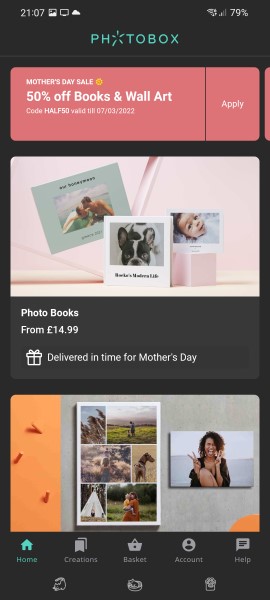 21:07
79%
PHOTOBOX
MOTHER'S DAY SALE
50% off Books & Wall Art
Code HALF50 valid till 07/03/2022
Apply
our honeymoon
Rocko's Modern Life
Photo Books
From £14.99
Delivered in time for Mother's Day
Home
Creations
Basket
Account
Help